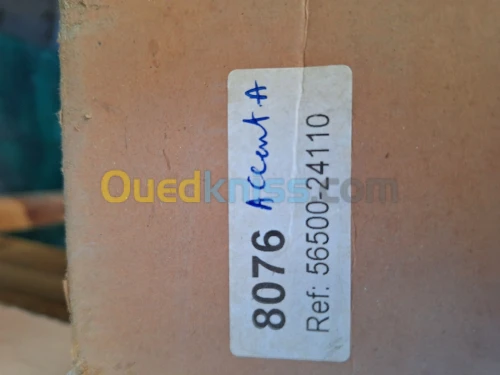 8076 Accent A
Ref: 56500-24110
Ouedkniss.com